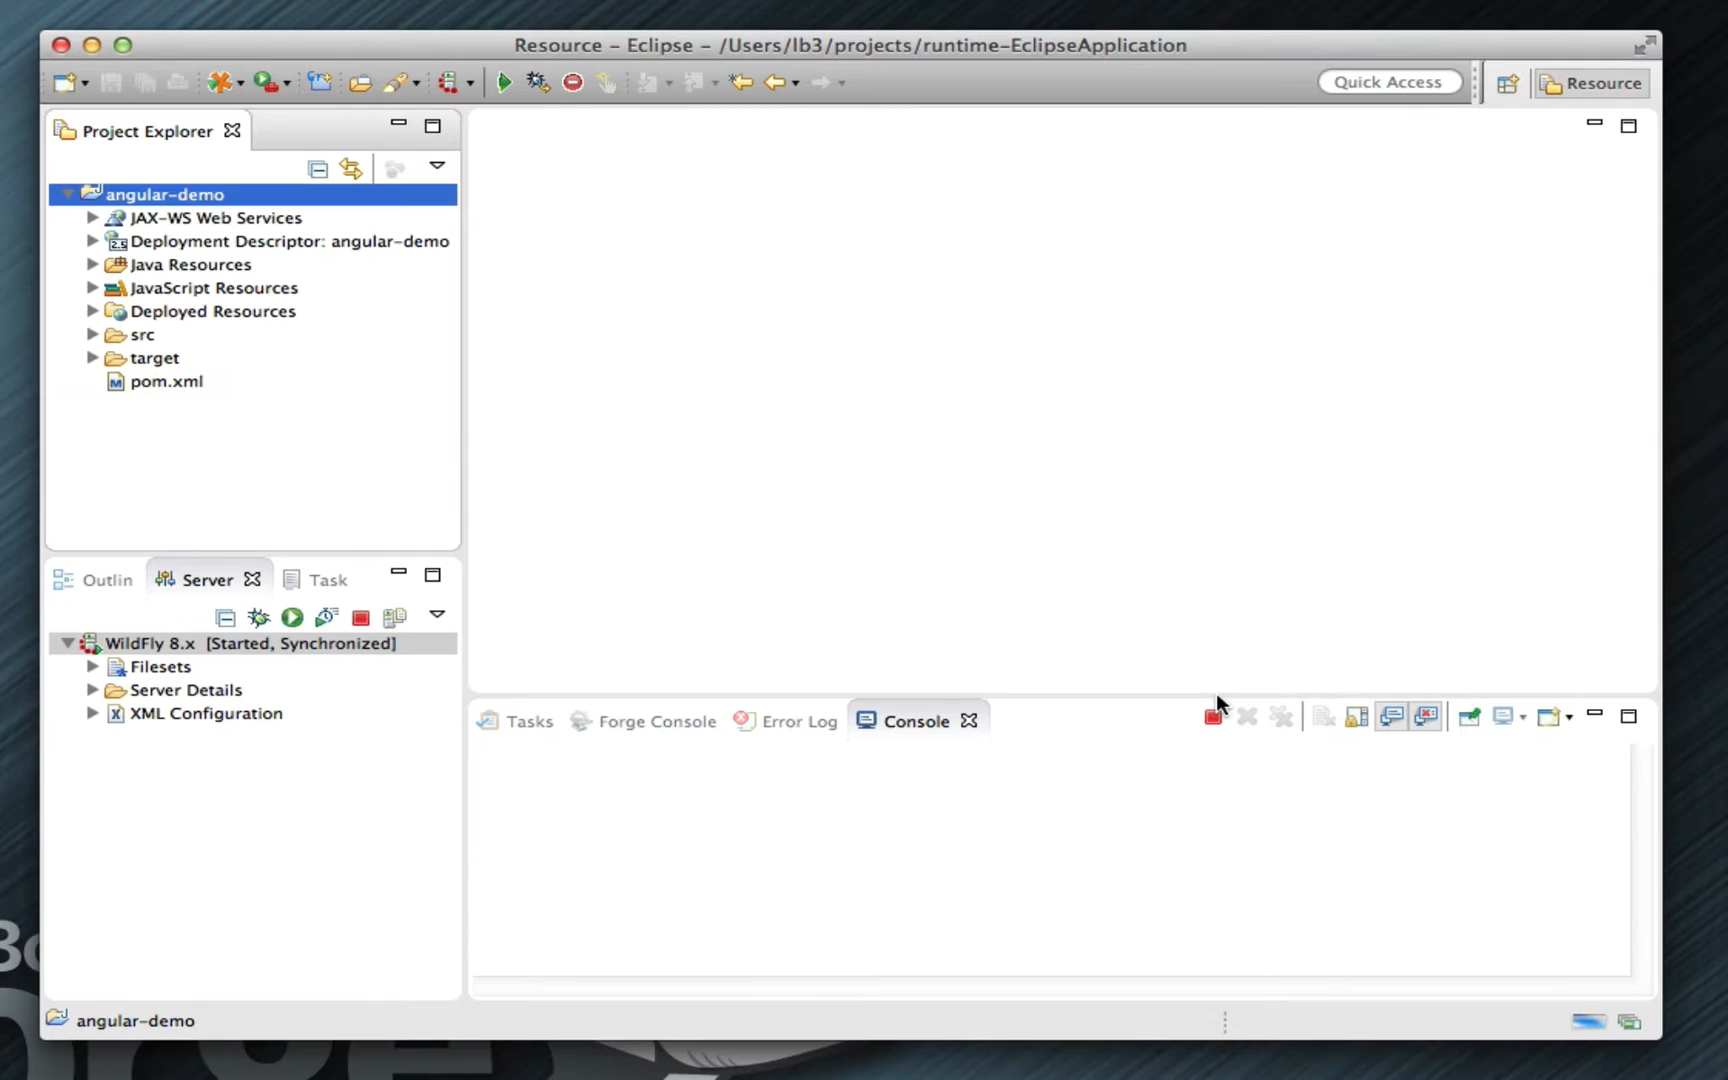 Resource – Eclipse – /Users/lb3/projects/runtime-EclipseApplication
Quick Access
Resource
Project Explorer
angular-demo
JAX-WS Web Services
Deployment Descriptor: angular-demo
Java Resources
JavaScript Resources
Deployed Resources
src
target
pom.xml
Outlin
Server
Task
WildFly 8.x [Started, Synchronized]
Filesets
Server Details
XML Configuration
Tasks
Forge Console
Error Log
Console
angular-demo